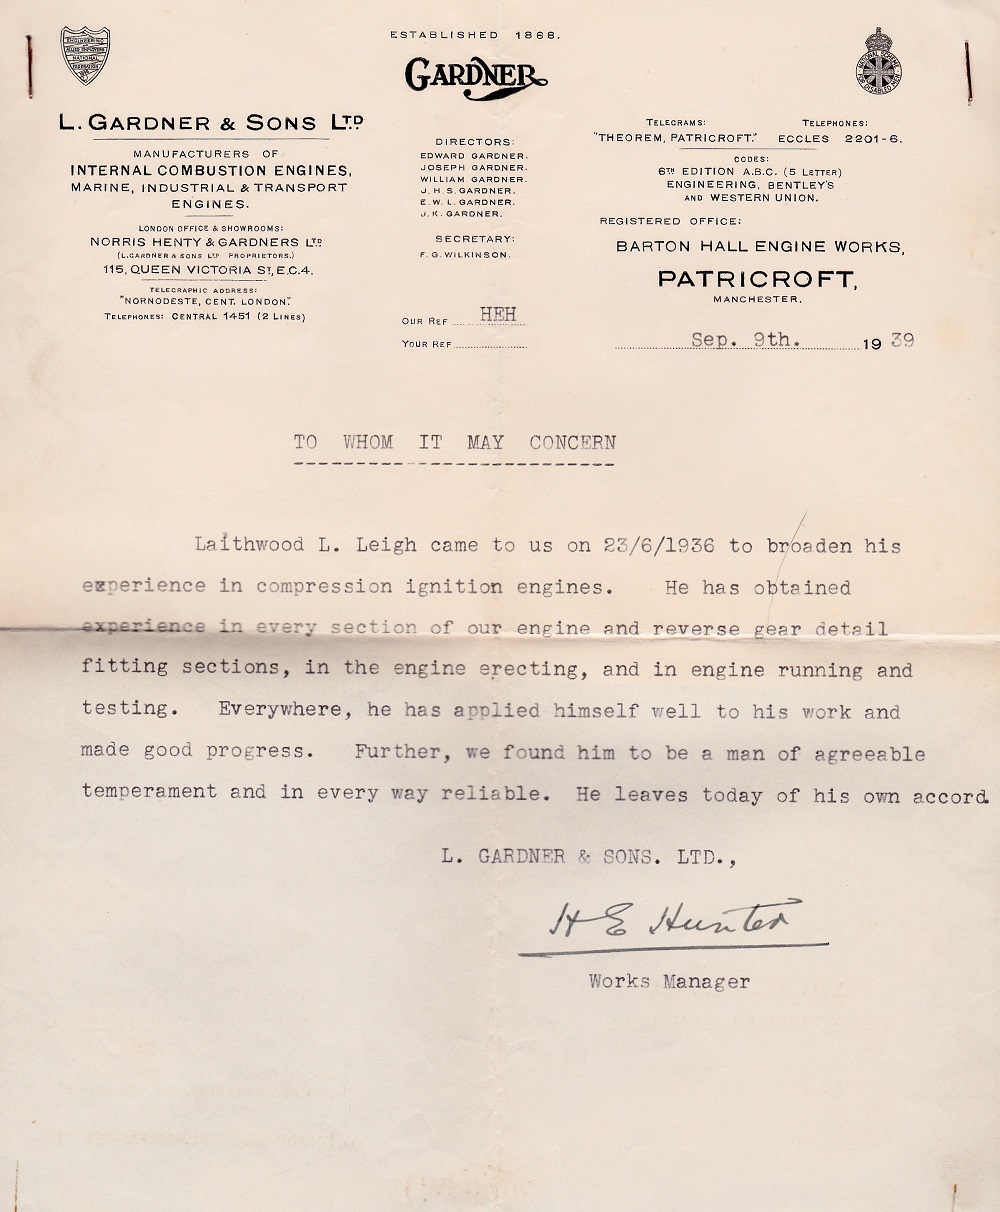 ESTABLISHED 1868.
GARDNER
L. GARDNER & SONS LTD
MANUFACTURERS OF
INTERNAL COMBUSTION ENGINES,
MARINE, INDUSTRIAL & TRANSPORT
ENGINES.
LONDON OFFICE & SHOWROOMS:
NORRIS HENTY & GARDNERS LTD
(L. GARDNER & SONS LTD PROPRIETORS.)
115, QUEEN VICTORIA ST, E.C.4.
TELEGRAPHIC ADDRESS:
"NORNODESTE, CENT. LONDON."
TELEPHONES: CENTRAL 1451 (2 LINES)
DIRECTORS:
EDWARD GARDNER.
JOSEPH GARDNER.
WILLIAM GARDNER.
J. H. S. GARDNER.
E. W. L. GARDNER.
J. K. GARDNER.
SECRETARY:
F. G. WILKINSON.
OUR REF HEH
YOUR REF
TELEGRAMS: TELEPHONES:
"THEOREM, PATRICROFT." ECCLES 2201-6.
CODES:
6TH EDITION A.B.C. (5 LETTER)
ENGINEERING, BENTLEY'S
AND WESTERN UNION.
REGISTERED OFFICE:
BARTON HALL ENGINE WORKS,
PATRICROFT,
MANCHESTER.
Sep. 9th. 1939
TO WHOM IT MAY CONCERN
Laithwood L. Leigh came to us on 23/6/1936 to broaden his
experience in compression ignition engines. He has obtained
experience in every section of our engine and reverse gear detail
fitting sections, in the engine erecting, and in engine running and
testing. Everywhere, he has applied himself well to his work and
made good progress. Further, we found him to be a man of agreeable
temperament and in every way reliable. He leaves today of his own accord.
L. GARDNER & SONS. LTD.,
H E Hunter
Works Manager